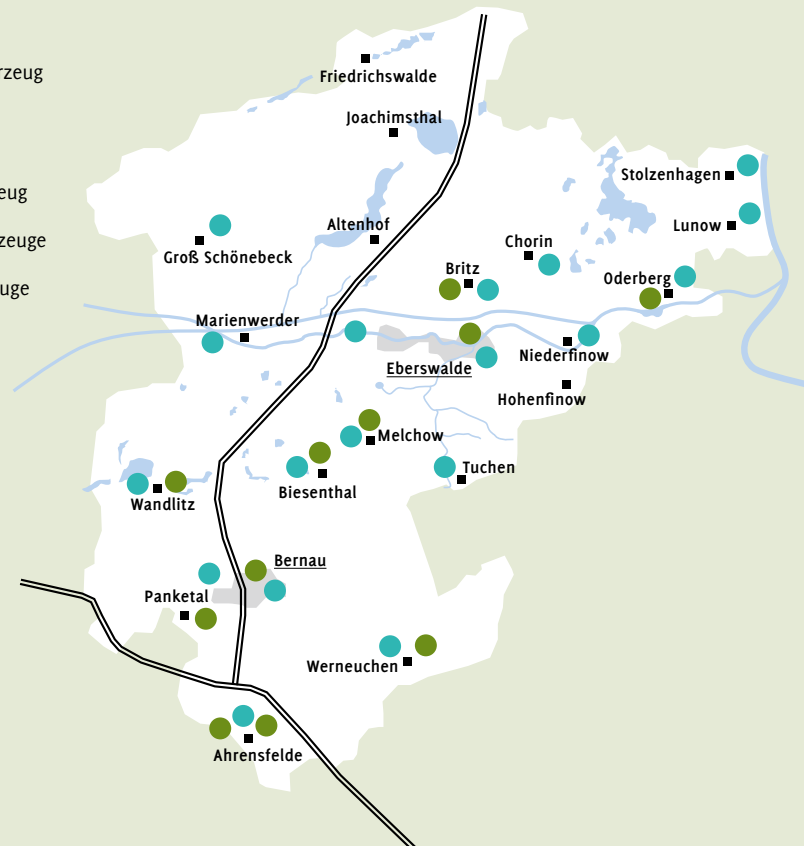 rzeug
Friedrichswalde
Joachimsthal
Stolzenhagen
eug
Altenhof
Lunow
zeuge
Chorin
Groß Schönebeck
Britz
Oderberg
uge
Marienwerder
Niederfinow
Eberswalde
Hohenfinow
Melchow
Tuchen
Biesenthal
Wandlitz
Bernau
Panketal
Werneuchen
Ahrensfelde